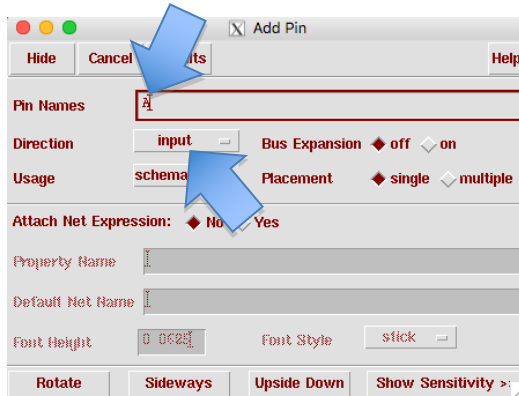 X Add Pin
Hide Cancel Help
Pin Names A
Direction input Bus Expansion off on
Usage Placement single multiple
Attach Net Expression: No Yes
Property Name
Default Net Name
Font Height 0.0625 Font Style stick
Rotate Sideways Upside Down Show Sensitivity >>